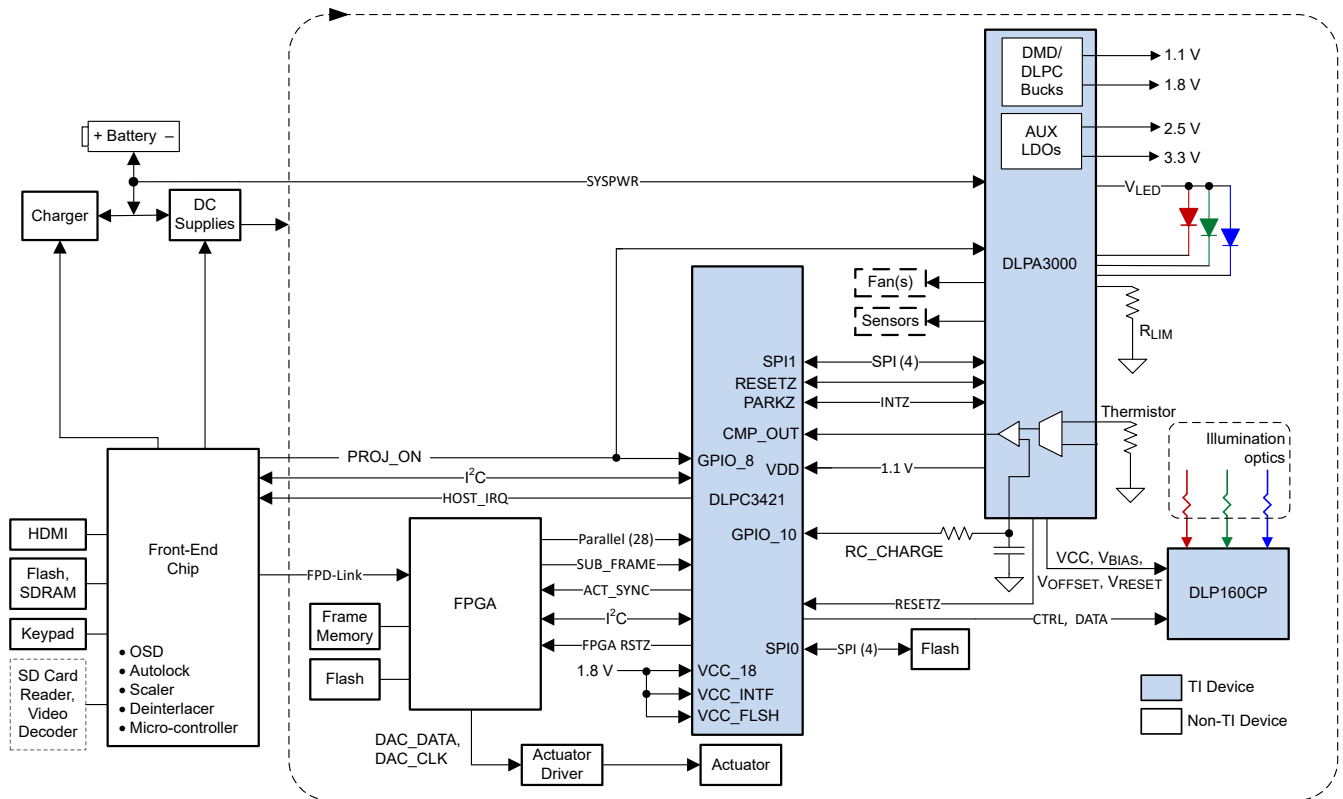 + Battery –
Charger
DC
Supplies
SYSPWR
DMD/
DLPC
Bucks
1.1 V
1.8 V
AUX
LDOs
2.5 V
3.3 V
VLED
DLPA3000
Fan(s)
Sensors
RLIM
SPI1
SPI (4)
RESETZ
PARKZ
INTZ
CMP_OUT
Thermistor
Illumination
optics
PROJ_ON
GPIO_8
VDD
1.1 V
I2C
HOST_IRQ
DLPC3421
HDMI
Flash,
SDRAM
Keypad
SD Card
Reader,
Video
Decoder
Front-End
Chip
• OSD
• Autolock
• Scaler
• Deinterlacer
• Micro-controller
FPD-Link
FPGA
Frame
Memory
Flash
Parallel (28)
SUB_FRAME
ACT_SYNC
I2C
FPGA RSTZ
1.8 V
VCC_18
VCC_INTF
VCC_FLSH
GPIO_10
RC_CHARGE
VCC, VBIAS,
VOFFSET, VRESET
DLP160CP
RESETZ
CTRL, DATA
SPI0
SPI (4)
Flash
TI Device
Non-TI Device
DAC_DATA,
DAC_CLK
Actuator
Driver
Actuator